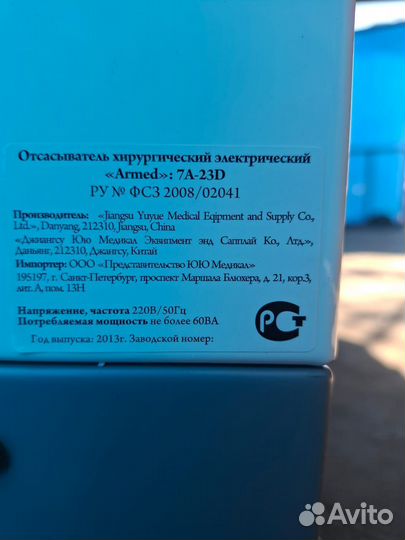 Отсасыватель хирургический электрический
«Armed»: 7A-23D
РУ № ФСЗ 2008/02041
Производитель: «Jiangsu Yuyue Medical Eqipment and Supply Co.,
Ltd.», Danyang, 212310, Jiangsu, China
«Джиангсу Юю Медикал Эквипмент энд Сапплай Ко., Лтд.»,
Даньянг, 212310, Джангсу, Китай
Импортер: ООО «Представительство ЮЮ Медикал»
195197, г. Санкт-Петербург, проспект Маршала Блюхера, д. 21, кор.3,
лит.А, пом. 13Н
Напряжение, частота 220В/50Гц
Потребляемая мощность не более 60ВА
Год выпуска: 2013г. Заводской номер:
РСТ
Avito